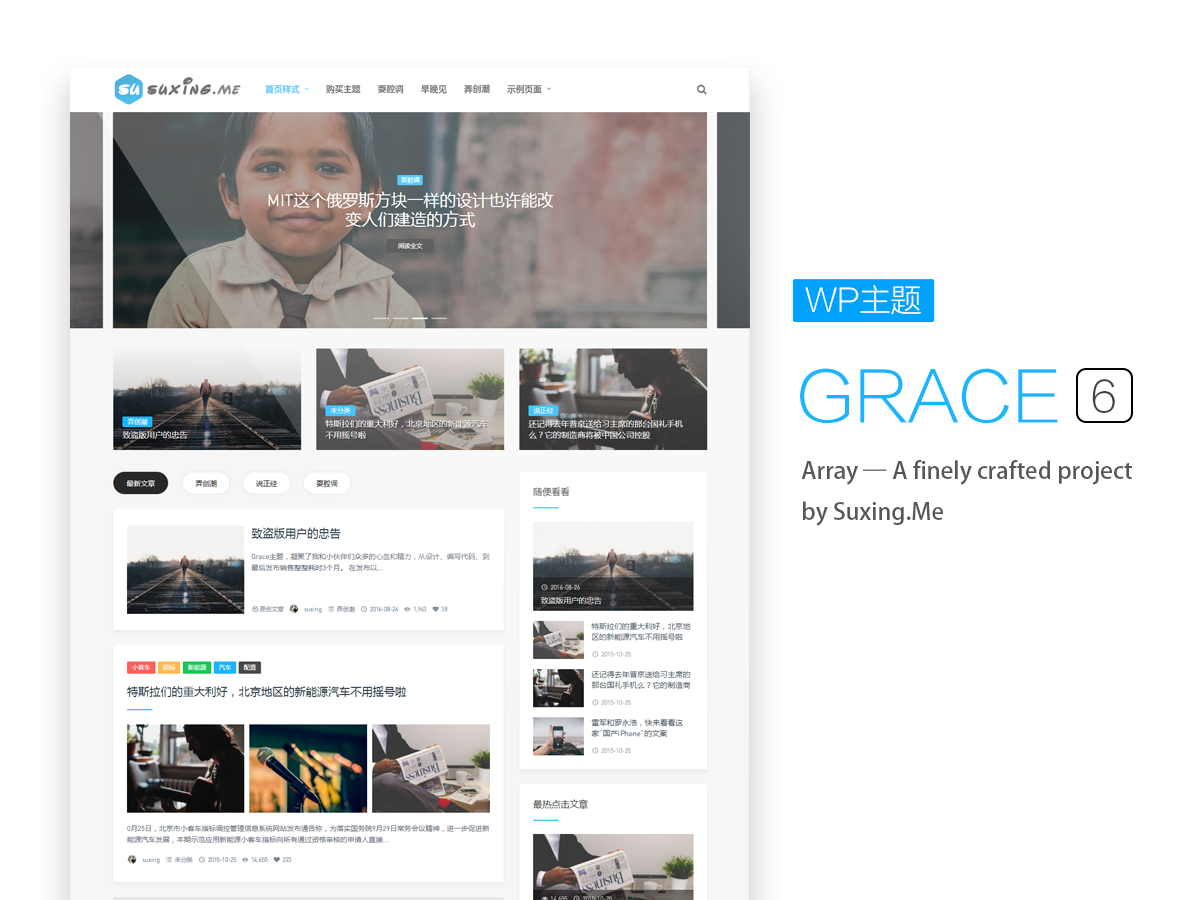 SU SUXING.ME
首页样式 购买主题 耍腔调 早晚见 弄创潮 示例页面
耍腔调
MIT这个俄罗斯方块一样的设计也许能改
变人们建造的方式
阅读全文
弄创潮
致盗版用户的忠告
未分类
特斯拉们的重大利好，北京地区的新能源汽车
不用摇号啦
说正经
还记得去年普京送给习主席的那台国礼手机
么？它的制造商将被中国公司控股
最新文章 弄创潮 说正经 耍腔调
致盗版用户的忠告
Grace主题，凝聚了我和小伙伴们众多的心血和精力，从设计、编写代码、到
最后发布销售整整耗时3个月。 在发布以...
原创文章 suxing 弄创潮 2016-08-26 1,963 38
小客车 指标 新能源 汽车 配置
特斯拉们的重大利好，北京地区的新能源汽车不用摇号啦
Business
0月25日，北京市小客车指标调控管理信息系统网站发布通告称，为落实国务院9月29日常务会议精神，进一步促进新
能源汽车发展，本期示范应用新能源小客车指标向所有通过资格审核的申请人直接...
suxing 未分类 2015-10-25 14,655 223
随便看看
2016-08-26
致盗版用户的忠告
特斯拉们的重大利好，北京地
区的新能源汽车不用摇号啦
2015-10-25
还记得去年普京送给习主席的
那台国礼手机么？它的制造商
2015-10-25
雷军和罗永浩，快来看看这
家“国产iPhone”的文案
2015-10-25
最热点击文章
14,655 2015-10-25
WP主题
GRACE 6
Array — A finely crafted project
by Suxing.Me